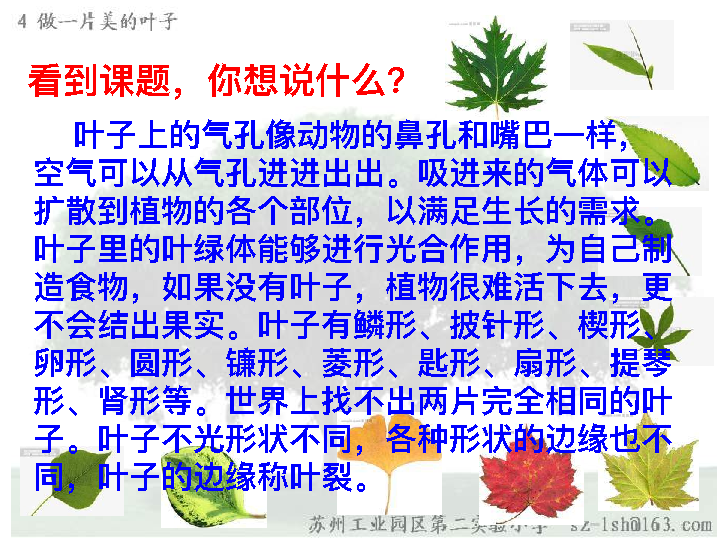 4 做一片美的叶子
看到课题，你想说什么？
叶子上的气孔像动物的鼻孔和嘴巴一样，
空气可以从气孔进进出出。吸进来的气体可以
扩散到植物的各个部位，以满足生长的需求。
叶子里的叶绿体能够进行光合作用，为自己制
造食物，如果没有叶子，植物很难活下去，更
不会结出果实。叶子有鳞形、披针形、楔形、
卵形、圆形、镰形、菱形、匙形、扇形、提琴
形、肾形等。世界上找不出两片完全相同的叶
子。叶子不光形状不同，各种形状的边缘也不
同，叶子的边缘称叶裂。
苏州工业园区第二实验小学 sz-lsh@163.com